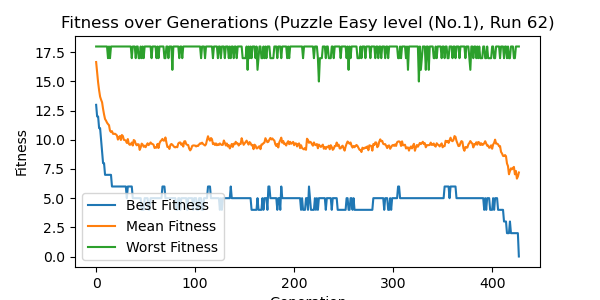 Fitness over Generations (Puzzle Easy level (No.1), Run 62)
Fitness
17.5
15.0
12.5
10.0
7.5
5.0
2.5
0.0
Best Fitness
Mean Fitness
Worst Fitness
0 100 200 300 400
Generation